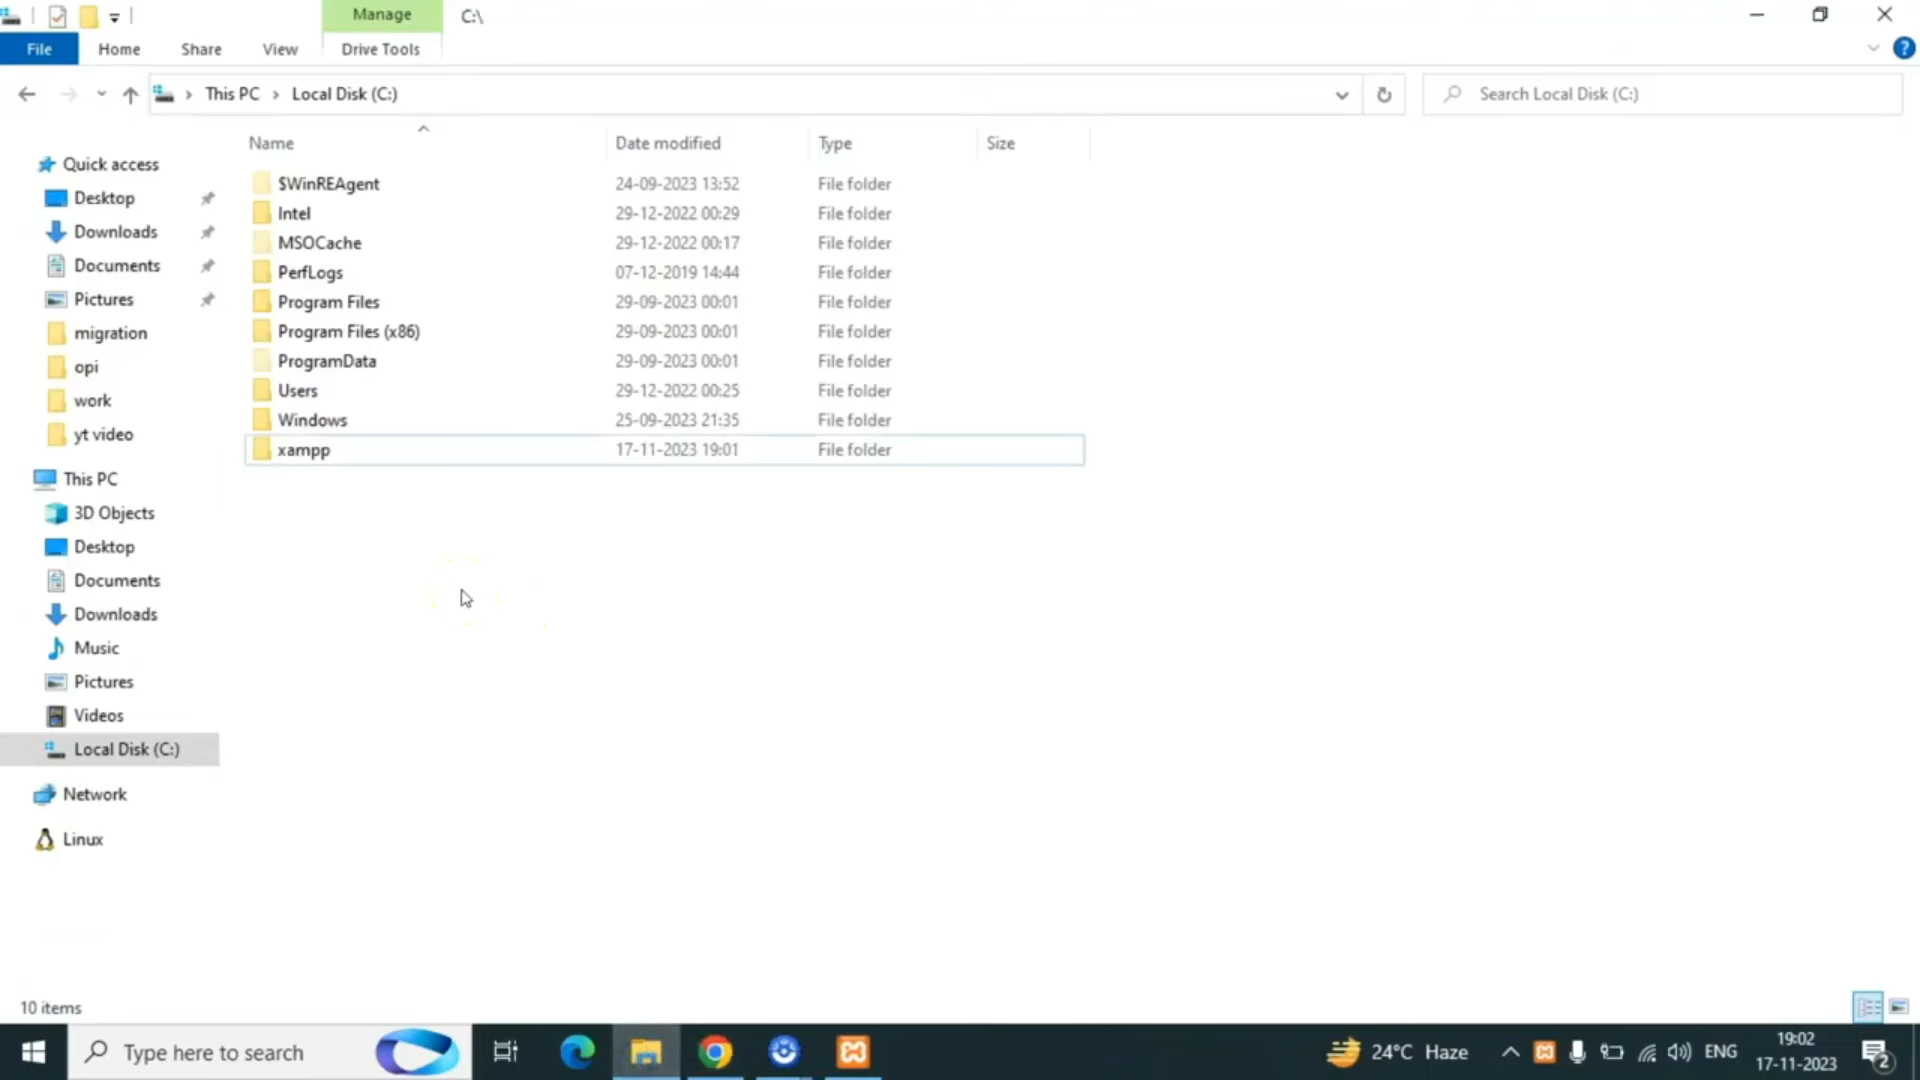 Manage C:\
File Home Share View Drive Tools
This PC Local Disk (C:) Search Local Disk (C:)
Name Date modified Type Size
Quick access
Desktop
Downloads
Documents
Pictures
migration
opi
work
yt video
This PC
3D Objects
Desktop
Documents
Downloads
Music
Pictures
Videos
Local Disk (C:)
Network
Linux
$WinREAgent 24-09-2023 13:52 File folder
Intel 29-12-2022 00:29 File folder
MSOCache 29-12-2022 00:17 File folder
PerfLogs 07-12-2019 14:44 File folder
Program Files 29-09-2023 00:01 File folder
Program Files (x86) 29-09-2023 00:01 File folder
ProgramData 29-09-2023 00:01 File folder
Users 29-12-2022 00:25 File folder
Windows 25-09-2023 21:35 File folder
xampp 17-11-2023 19:01 File folder
10 items
Type here to search 24°C Haze ENG 19:02
17-11-2023 2